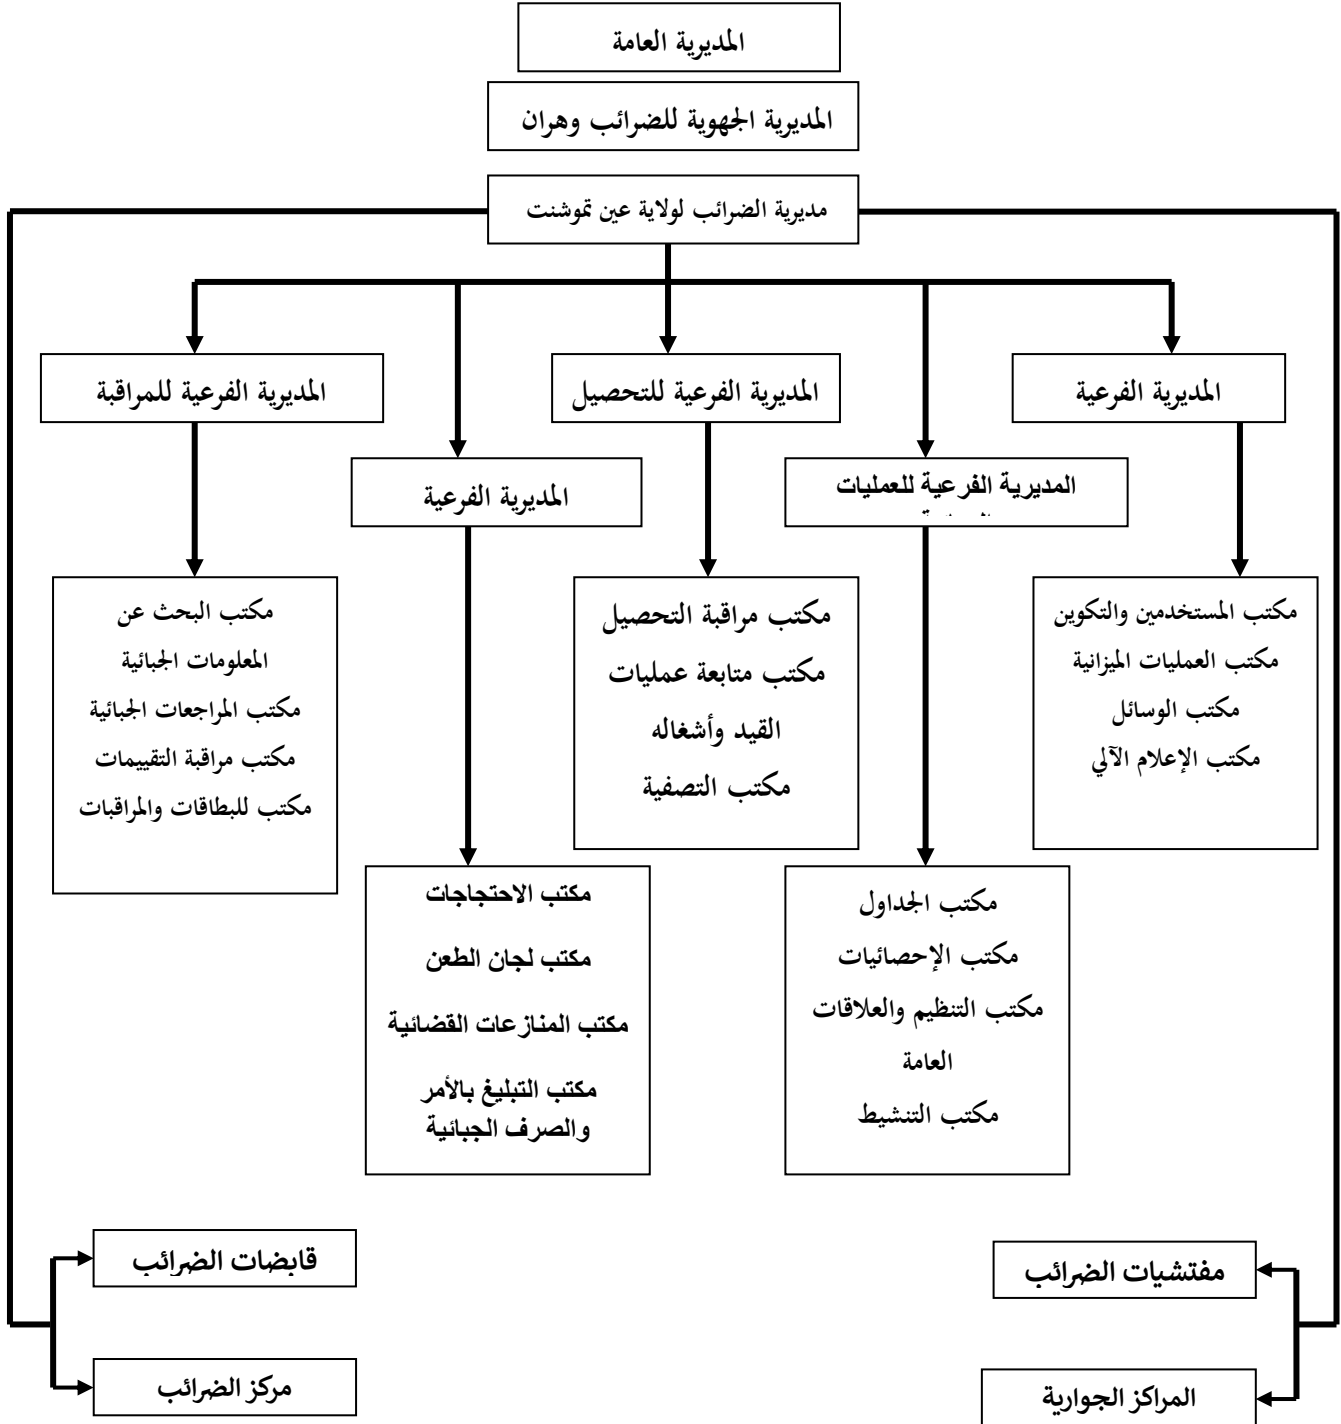 المديرية العامة
المديرية الجهوية للضرائب وهران
مديرية الضرائب لولاية عين تموشنت
المديرية الفرعية
المديرية الفرعية للتحصيل
المديرية الفرعية للمراقبة
المديرية الفرعية للعمليات
المديرية الفرعية
مكتب المستخدمين والتكوين
مكتب العمليات الميزانية
مكتب الوسائل
مكتب الإعلام الآلي
مكتب مراقبة التحصيل
مكتب متابعة عمليات
القيد وأشغاله
مكتب التصفية
مكتب البحث عن
المعلومات الجبائية
مكتب المراجعات الجبائية
مكتب مراقبة التقييمات
مكتب للبطاقات والمراقبات
مكتب الجداول
مكتب الإحصائيات
مكتب التنظيم والعلاقات
العامة
مكتب التنشيط
مكتب الاحتجاجات
مكتب لجان الطعن
مكتب المنازعات القضائية
مكتب التبليغ بالأمر
والصرف الجبائية
مفتشيات الضرائب
قابضات الضرائب
المراكز الجوارية
مركز الضرائب